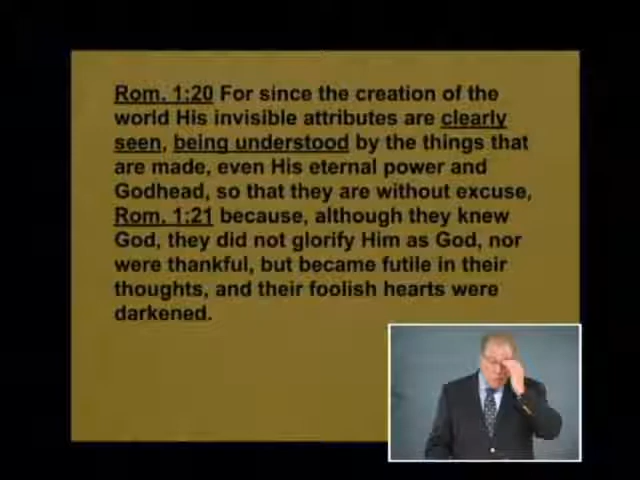 Rom. 1:20 For since the creation of the
world His invisible attributes are clearly
seen, being understood by the things that
are made, even His eternal power and
Godhead, so that they are without excuse,
Rom. 1:21 because, although they knew
God, they did not glorify Him as God, nor
were thankful, but became futile in their
thoughts, and their foolish hearts were
darkened.